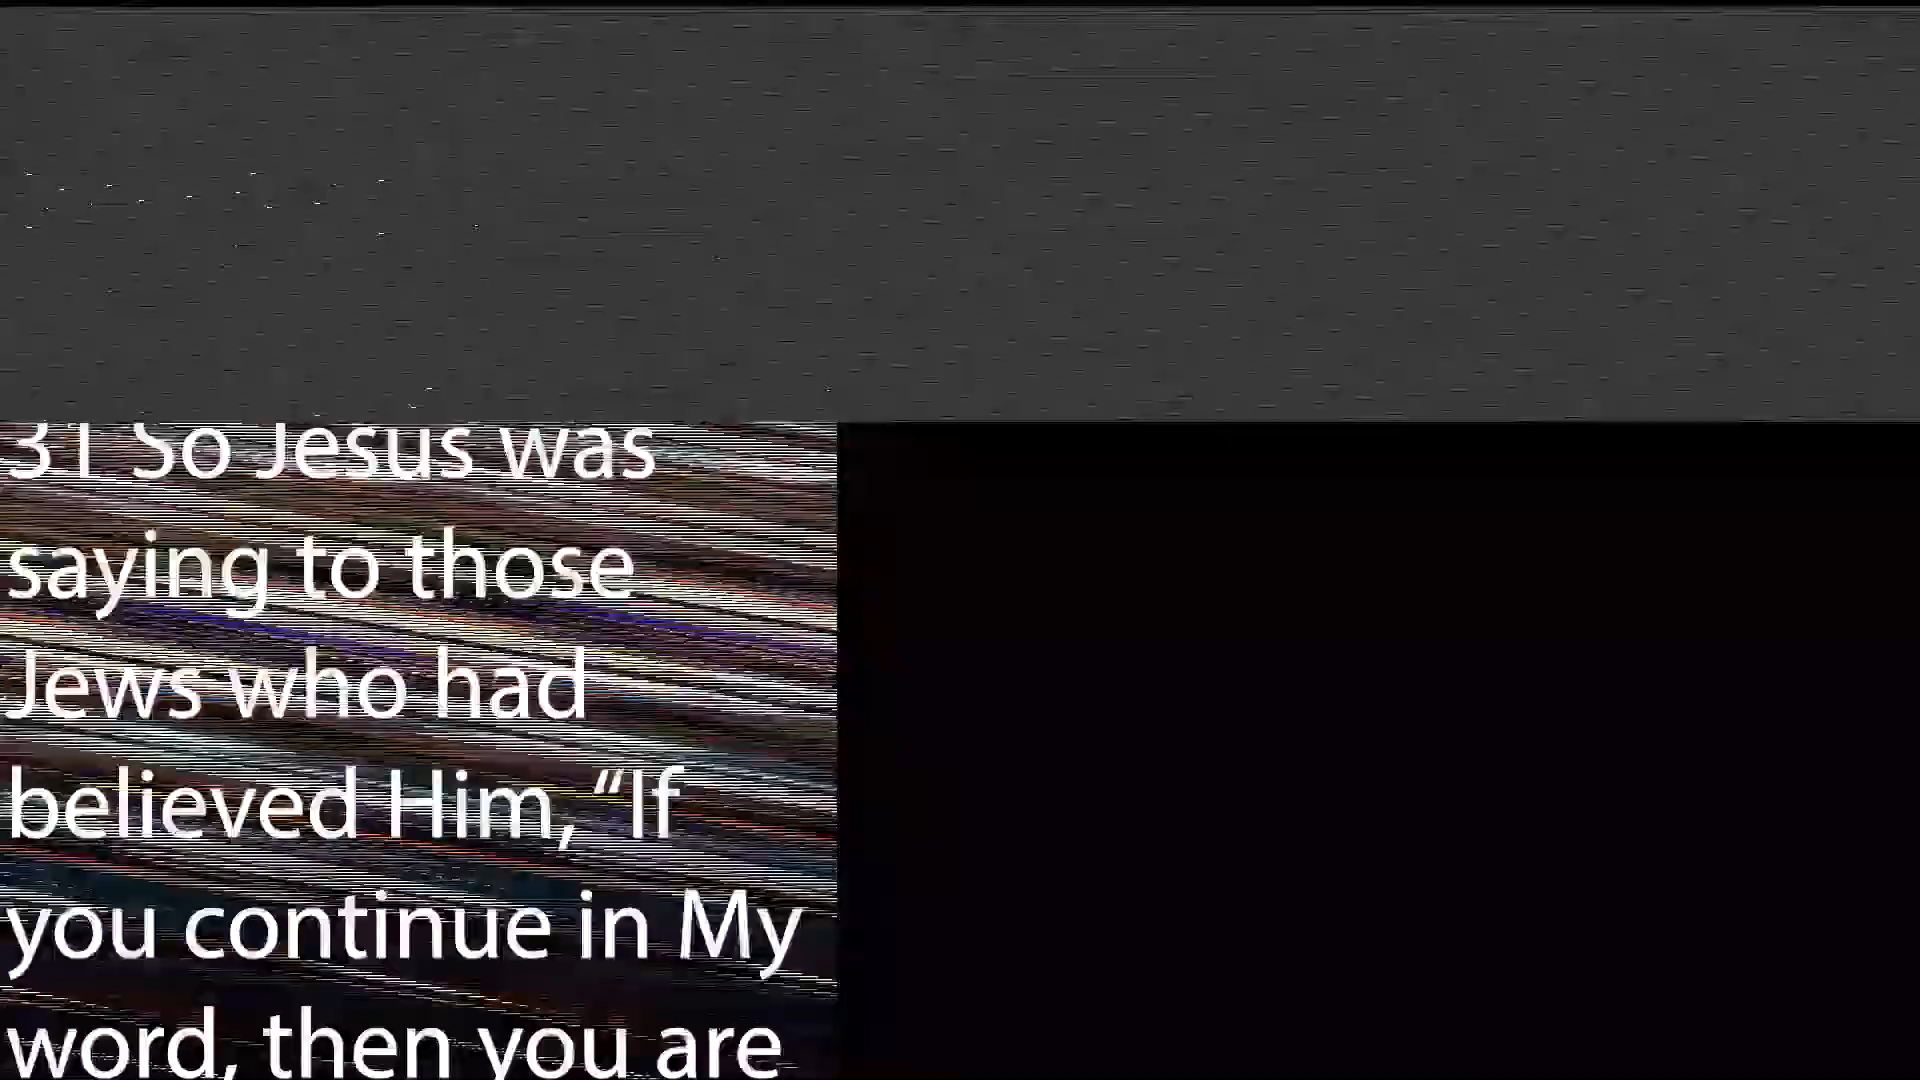 31 So Jesus was
saying to those
Jews who had
believed Him, “If
you continue in My
word, then you are